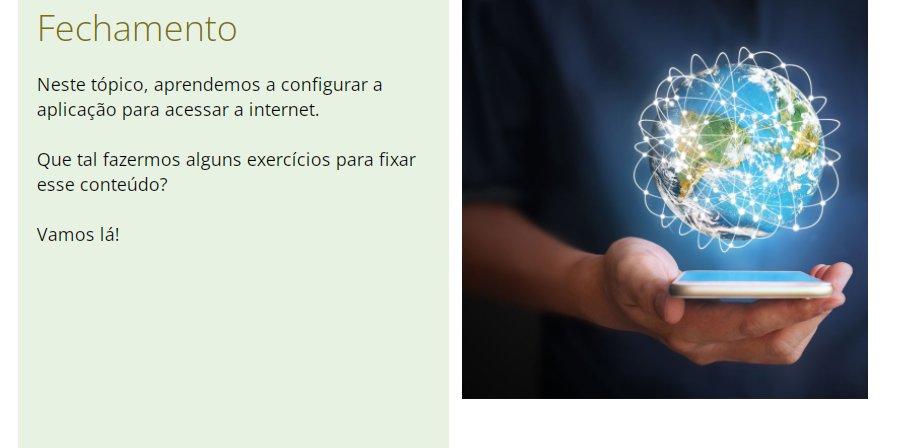 Fechamento
Neste tópico, aprendemos a configurar a
aplicação para acessar a internet.
Que tal fazermos alguns exercícios para fixar
esse conteúdo?
Vamos lá!